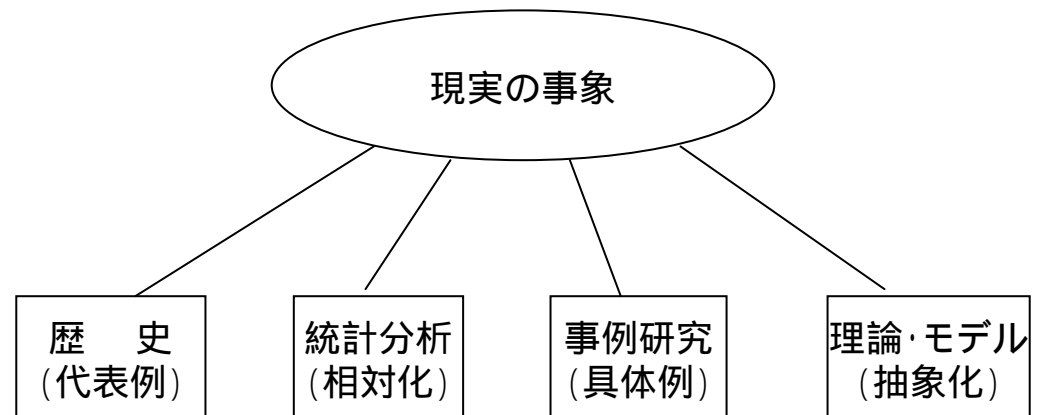 現実の事象
歴　史
(代表例)
統計分析
(相対化)
事例研究
(具体例)
理論・モデル
(抽象化)